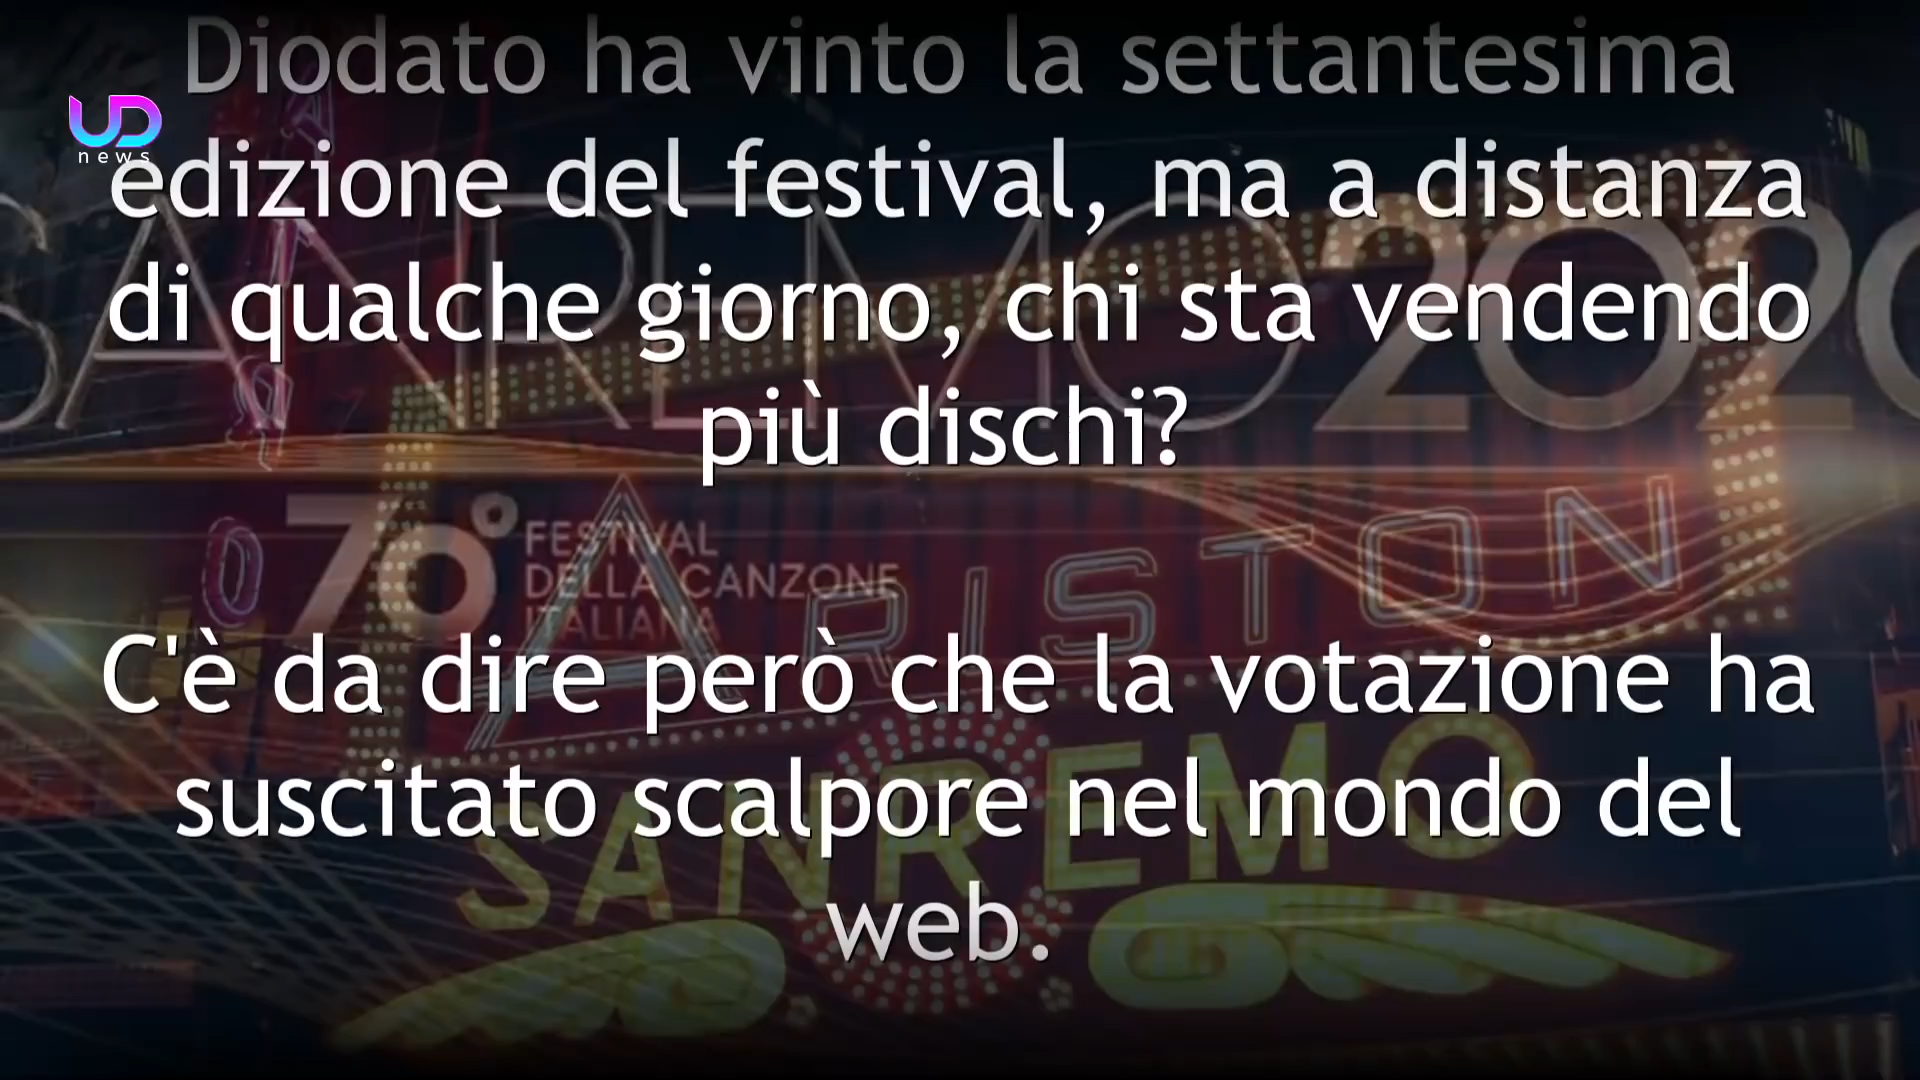 Diodato ha vinto la settantesima
UD
news
edizione del festival, ma a distanza
SANREMO2020
di qualche giorno, chi sta vendendo
più dischi?
70°
FESTIVAL
DELLA CANZONE
ITALIANA
ARISTON
C'è da dire però che la votazione ha
suscitato scalpore nel mondo del
SANREMO
web.